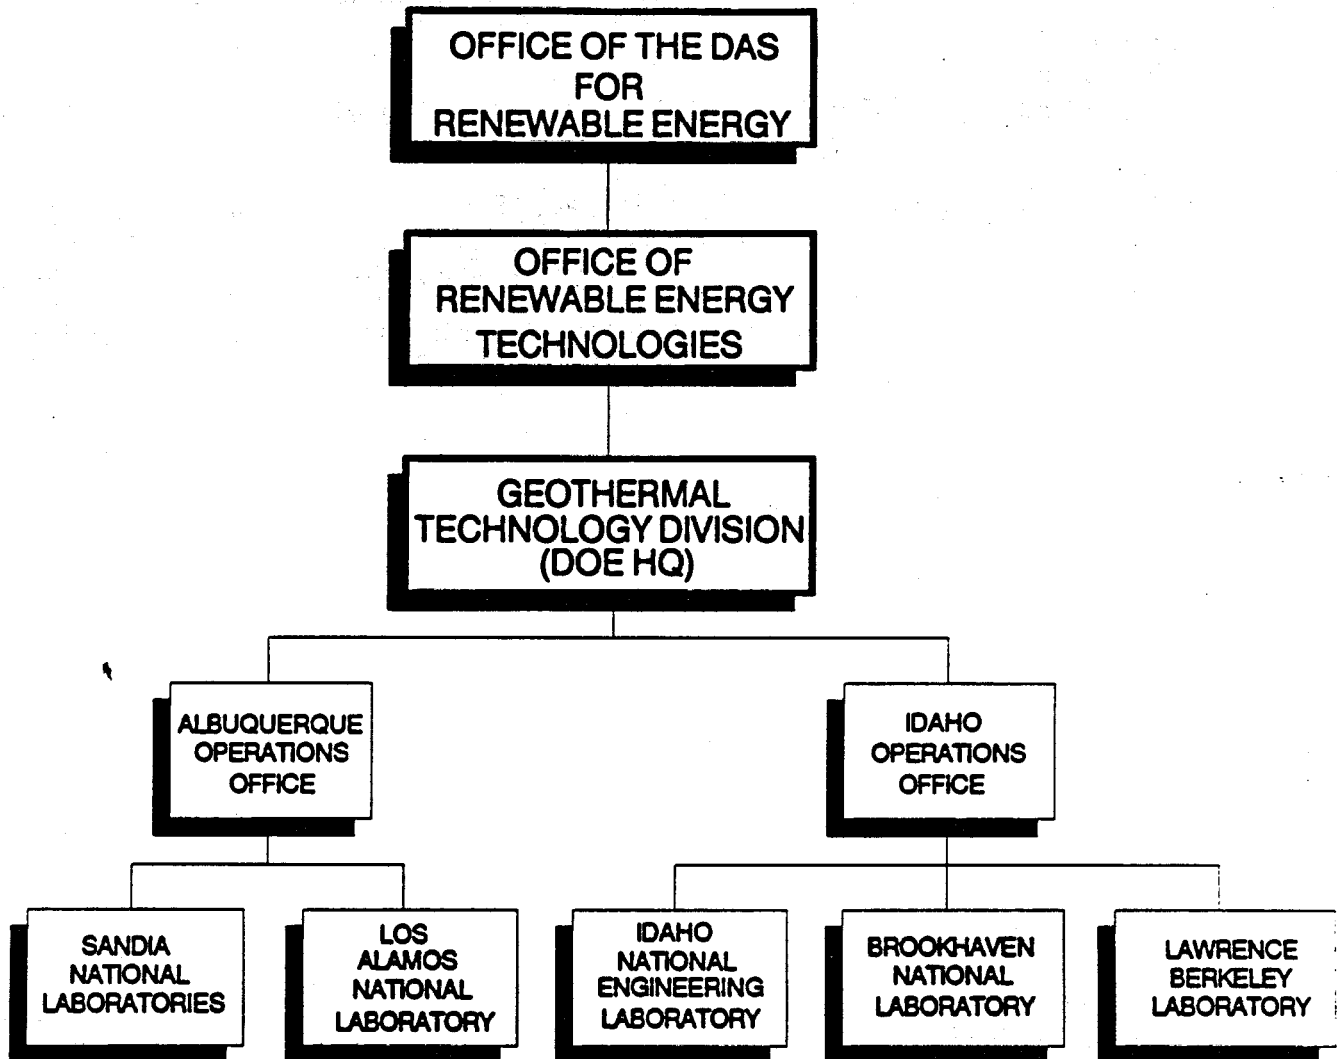 OFFICE OF THE DAS
FOR
RENEWABLE ENERGY
OFFICE OF
RENEWABLE ENERGY
TECHNOLOGIES
GEOTHERMAL
TECHNOLOGY DIVISION
(DOE HQ)
ALBUQUERQUE
OPERATIONS
OFFICE
IDAHO
OPERATIONS
OFFICE
SANDIA
NATIONAL
LABORATORIES
LOS
ALAMOS
NATIONAL
LABORATORY
IDAHO
NATIONAL
ENGINEERING
LABORATORY
BROOKHAVEN
NATIONAL
LABORATORY
LAWRENCE
BERKELEY
LABORATORY